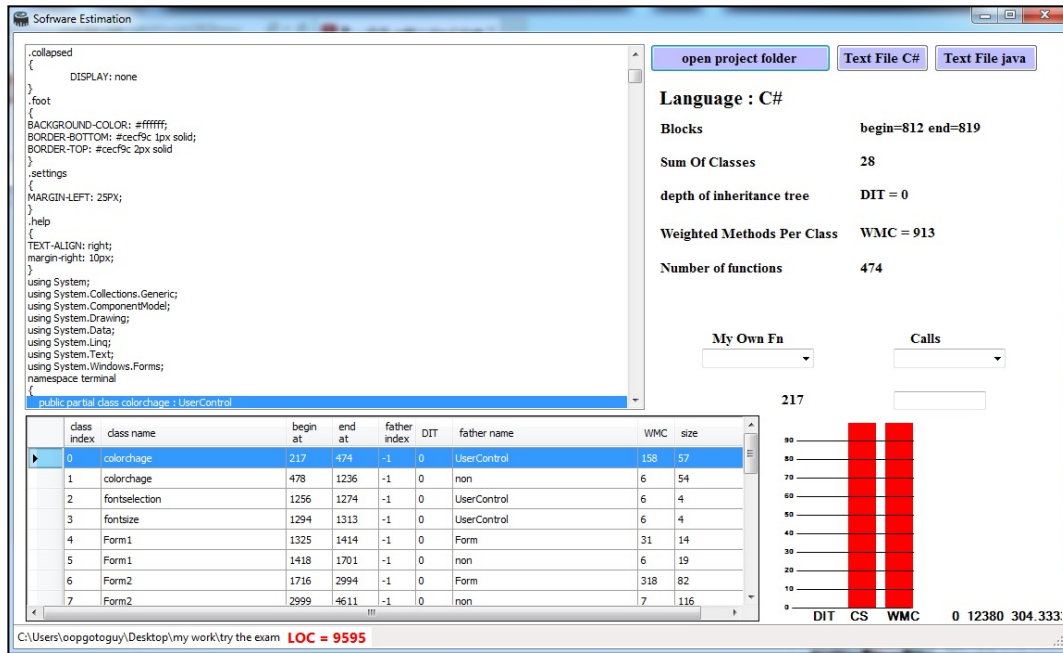 Sofrware Estimation
.collapsed
{
DISPLAY: none
}
.foot
{
BACKGROUND-COLOR: #ffffff;
BORDER-BOTTOM: #cecf9c 1px solid;
BORDER-TOP: #cecf9c 2px solid
}
.settings
{
MARGIN-LEFT: 25PX;
}
.help
{
TEXT-ALIGN: right;
margin-right: 10px;
}
using System;
using System.Collections.Generic;
using System.ComponentModel;
using System.Drawing;
using System.Data;
using System.Linq;
using System.Text;
using System.Windows.Forms;
namespace terminal
{
public partial class colorchage : UserControl
open project folder Text File C# Text File java
Language : C#
Blocks begin=812 end=819
Sum Of Classes 28
depth of inheritance tree DIT = 0
Weighted Methods Per Class WMC = 913
Number of functions 474
My Own Fn Calls
217
class index class name begin at end at father index DIT father name WMC size
0 colorchage 217 474 -1 0 UserControl 158 57
1 colorchage 478 1236 -1 0 non 6 54
2 fontselection 1256 1274 -1 0 UserControl 6 4
3 fontsize 1294 1313 -1 0 UserControl 6 4
4 Form1 1325 1414 -1 0 Form 31 14
5 Form1 1418 1701 -1 0 non 6 19
6 Form2 1716 2994 -1 0 Form 318 82
7 Form2 2999 4611 -1 0 non 7 116
90
80
70
60
50
40
30
20
10
0
DIT CS WMC 0 12380 304.333
C:\Users\oopgotoguy\Desktop\my work\try the exam LOC = 9595